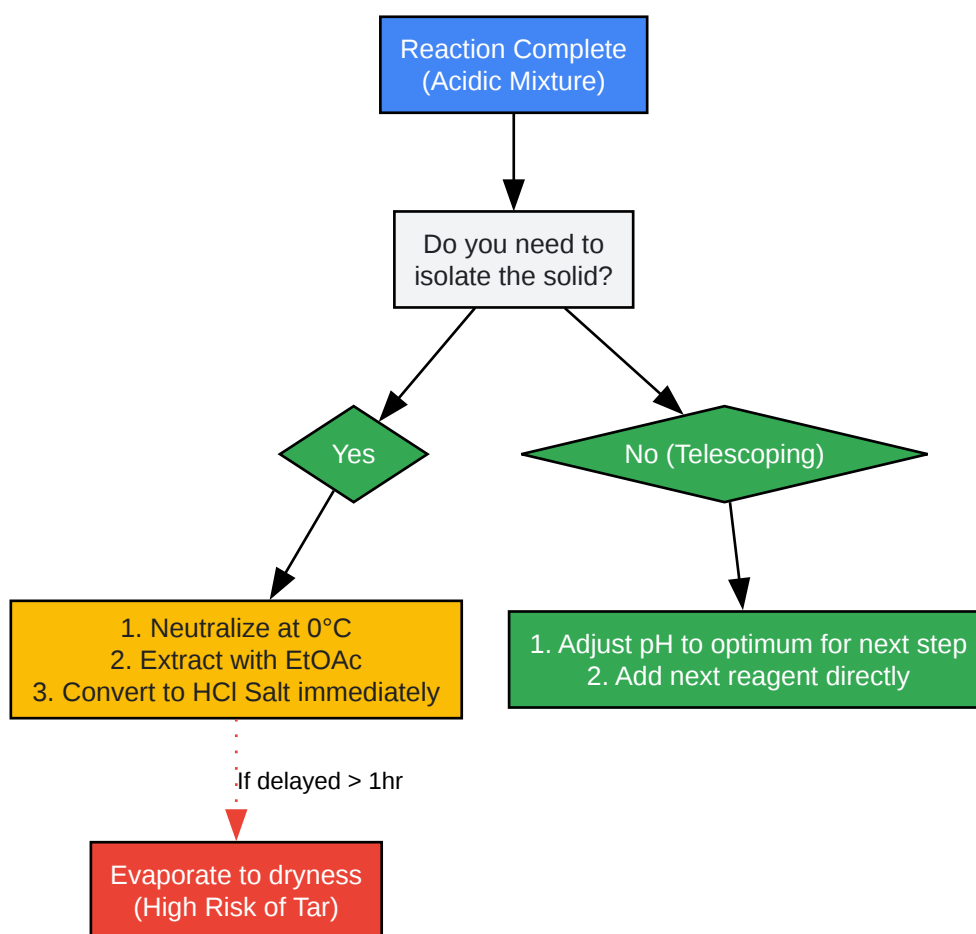 Reaction Complete
(Acidic Mixture)
Do you need to
isolate the solid?
Yes
No (Telescoping)
1. Neutralize at 0°C
2. Extract with EtOAc
3. Convert to HCl Salt immediately
1. Adjust pH to optimum for next step
2. Add next reagent directly
If delayed > 1hr
Evaporate to dryness
(High Risk of Tar)